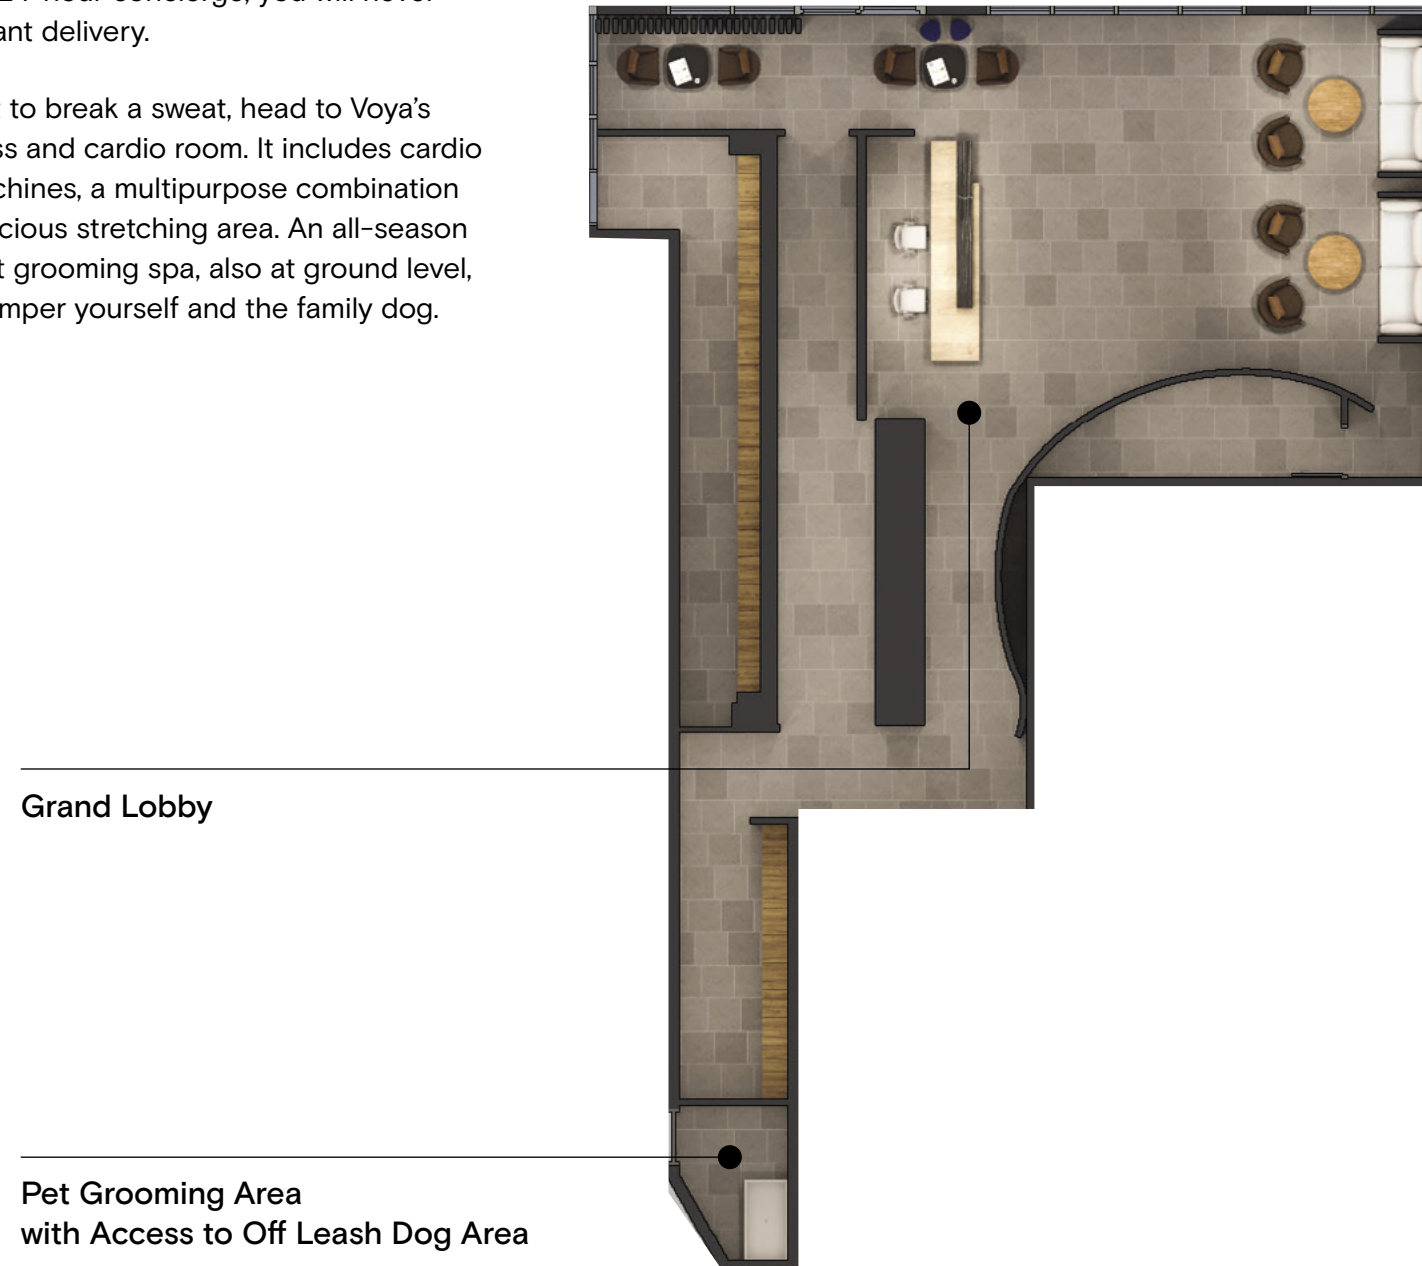 ant delivery.
to break a sweat, head to Voya’s
ss and cardio room. It includes cardio
chines, a multipurpose combination
cious stretching area. An all-season
t grooming spa, also at ground level,
mper yourself and the family dog.
Grand Lobby
Pet Grooming Area
with Access to Off Leash Dog Area